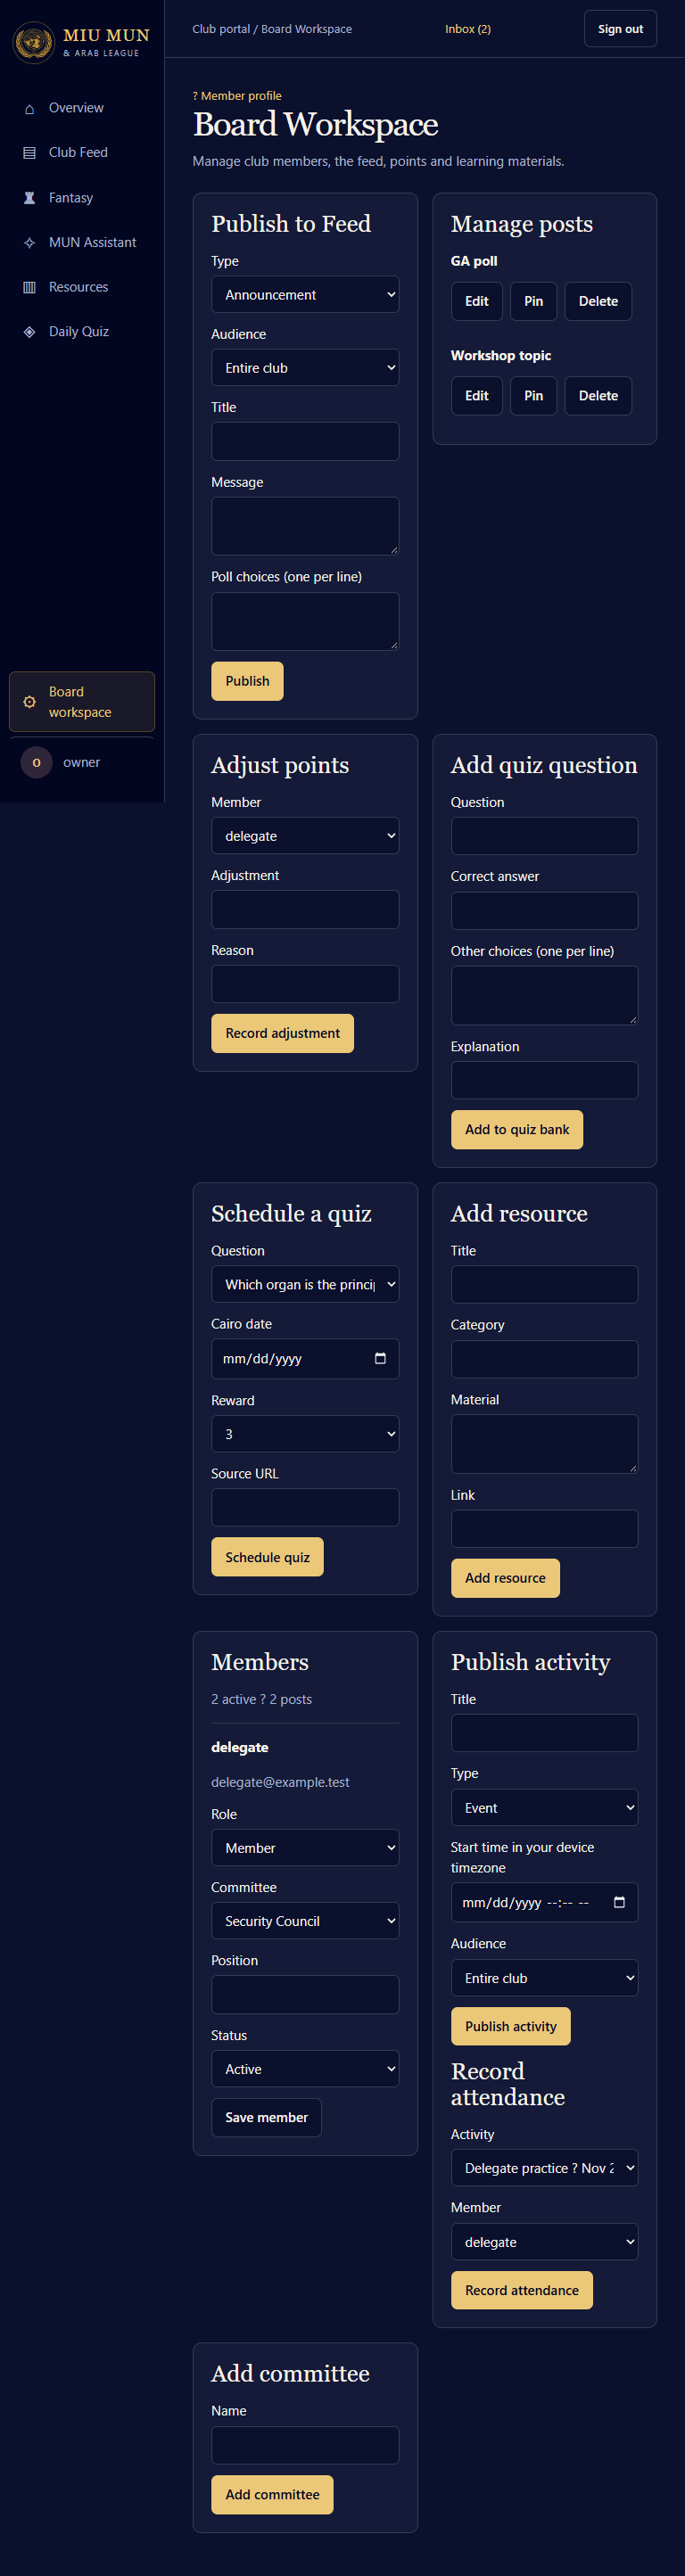 MIU MUN
& ARAB LEAGUE
Overview
Club Feed
Fantasy
MUN Assistant
Resources
Daily Quiz
Board
workspace
O
owner
Club portal / Board Workspace
Inbox (2)
Sign out
? Member profile
Board Workspace
Manage club members, the feed, points and learning materials.
Publish to Feed
Type
Announcement
Audience
Entire club
Title
Message
Poll choices (one per line)
Publish
Manage posts
GA poll
Edit
Pin
Delete
Workshop topic
Edit
Pin
Delete
Adjust points
Member
delegate
Adjustment
Reason
Record adjustment
Add quiz question
Question
Correct answer
Other choices (one per line)
Explanation
Add to quiz bank
Schedule a quiz
Question
Which organ is the princi
Cairo date
mm/dd/yyyy
Reward
3
Source URL
Schedule quiz
Add resource
Title
Category
Material
Link
Add resource
Members
2 active ? 2 posts
delegate
delegate@example.test
Role
Member
Committee
Security Council
Position
Status
Active
Save member
Publish activity
Title
Type
Event
Start time in your device
timezone
mm/dd/yyyy --:-- --
Audience
Entire club
Publish activity
Record
attendance
Activity
Delegate practice ? Nov 2
Member
delegate
Record attendance
Add committee
Name
Add committee